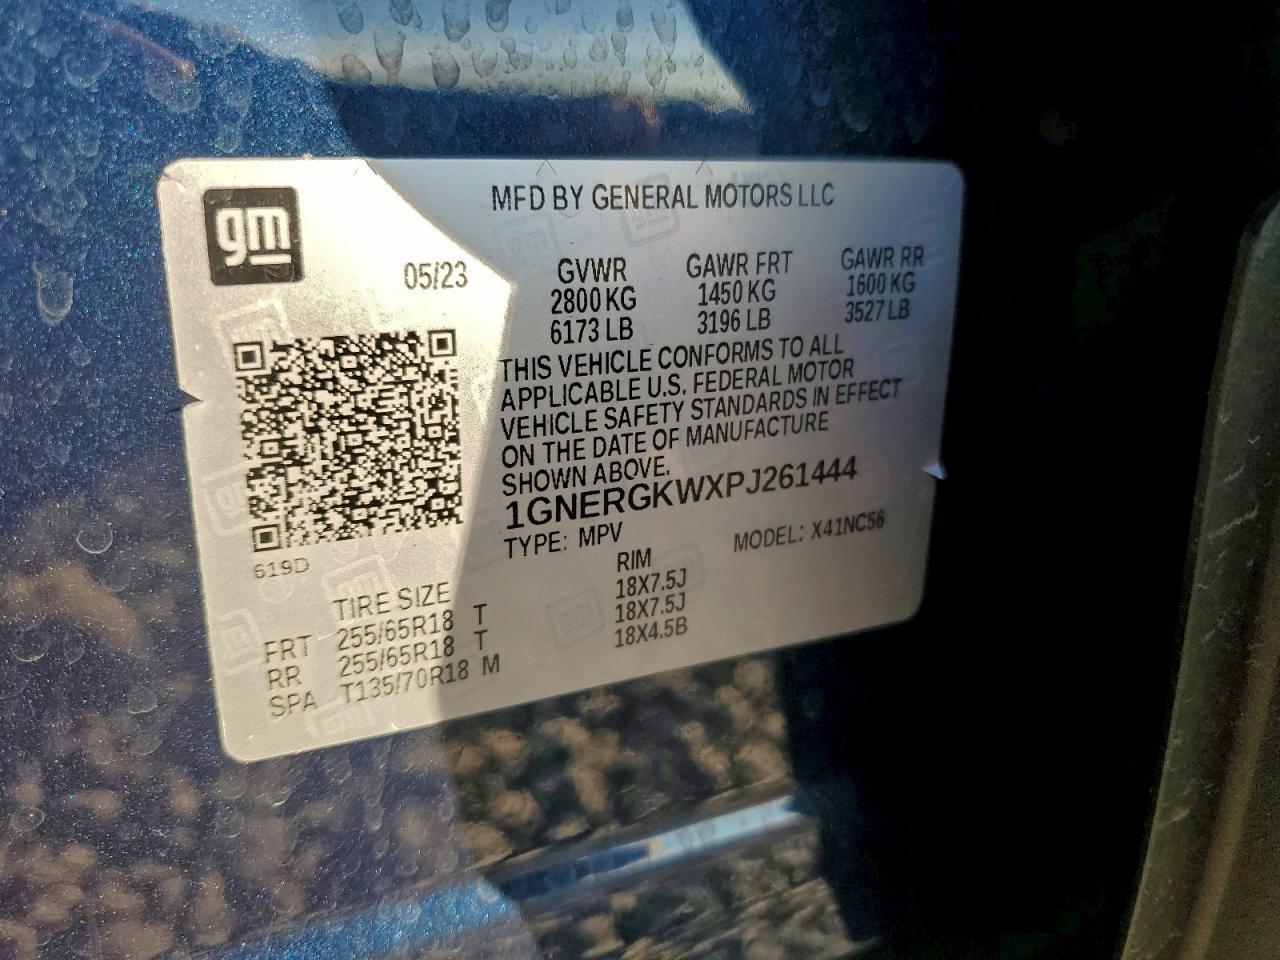 gm
MFD BY GENERAL MOTORS LLC
05/23
GVWR GAWR FRT GAWR RR
2800 KG 1450 KG 1600 KG
6173 LB 3196 LB 3527 LB
THIS VEHICLE CONFORMS TO ALL
APPLICABLE U.S. FEDERAL MOTOR
VEHICLE SAFETY STANDARDS IN EFFECT
ON THE DATE OF MANUFACTURE
SHOWN ABOVE.
1GNERGKWXPJ261444
TYPE: MPV MODEL: X41NC56
619D
TIRE SIZE RIM
FRT 255/65R18 T 18X7.5J
RR 255/65R18 T 18X7.5J
SPA T135/70R18 M 18X4.5B